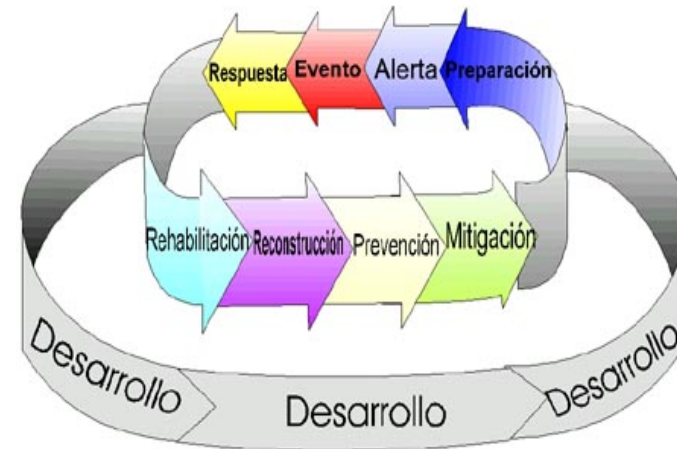 Respuesta
Evento
Alerta
Preparación
Rehabilitación
Reconstrucción
Prevención
Mitigación
Desarrollo
Desarrollo
Desarrollo